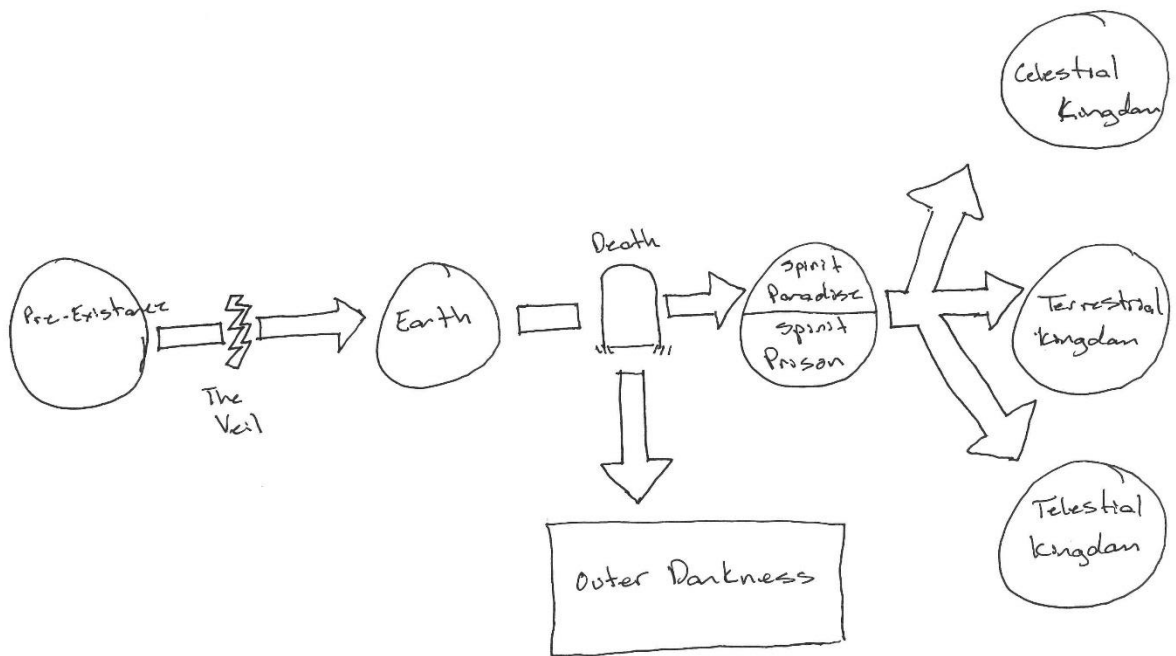 Pre-Existance
The
Veil
Earth
Death
Spirit
Paradise
Spirit
Prison
Outer Darkness
Celestial
Kingdom
Terrestrial
Kingdom
Telestial
Kingdom